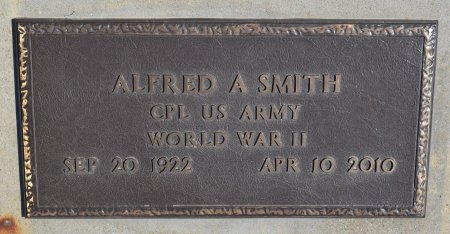 ALFRED A SMITH
CPL US ARMY
WORLD WAR II
SEP 20 1922 APR 10 2010